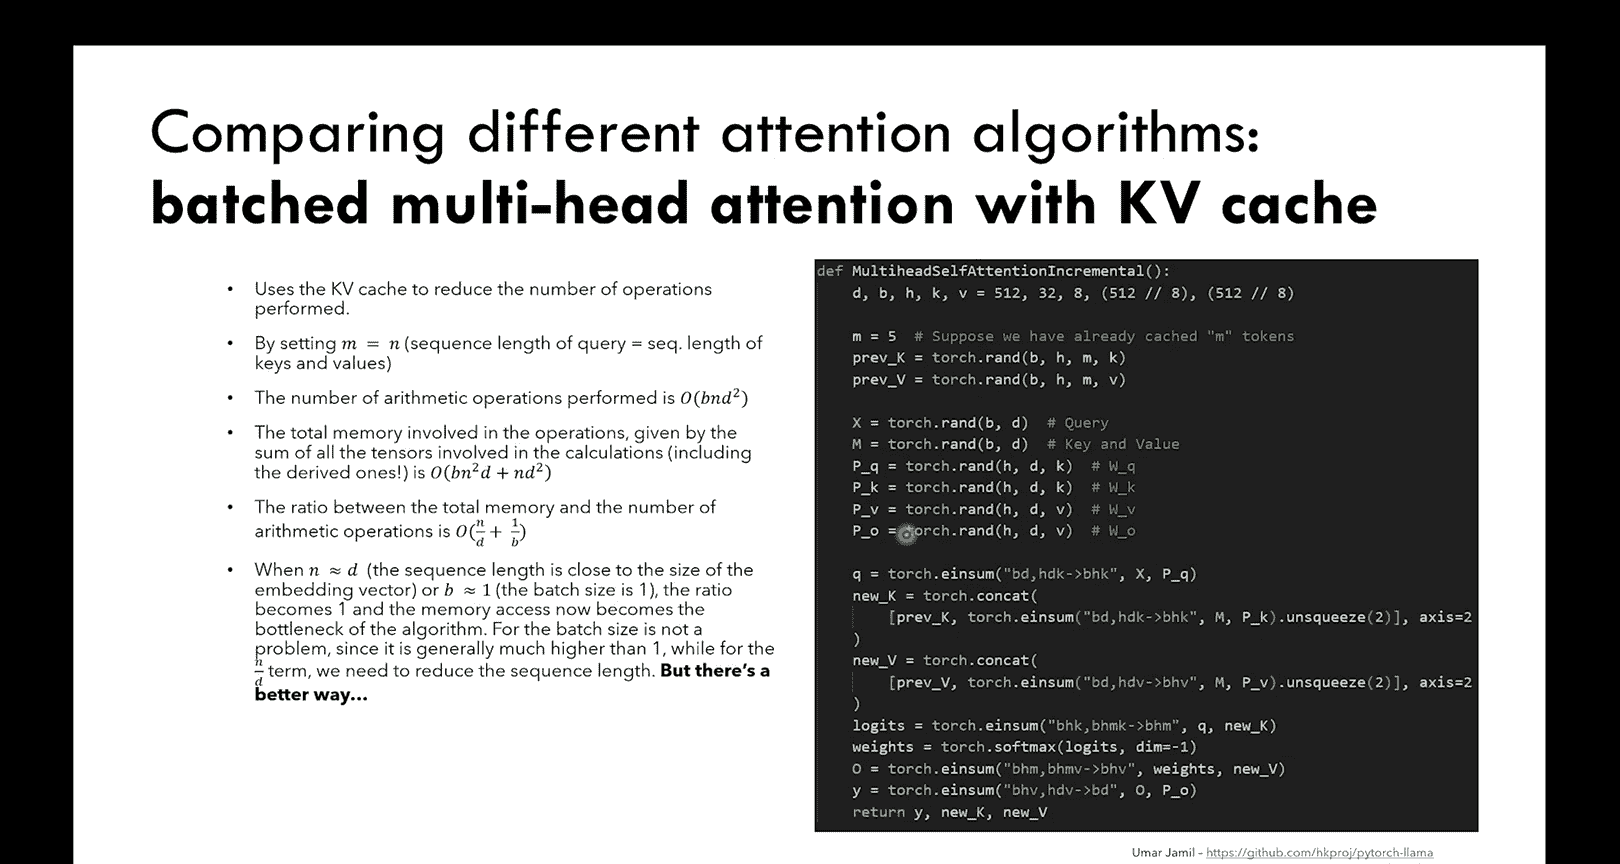 Comparing different attention algorithms:
batched multi-head attention with KV cache
• Uses the KV cache to reduce the number of operations
performed.
• By setting m = n (sequence length of query = seq. length of
keys and values)
• The number of arithmetic operations performed is O(bnd²)
• The total memory involved in the operations, given by the
sum of all the tensors involved in the calculations (including
the derived ones!) is O(bn²d + nd²)
• The ratio between the total memory and the number of
arithmetic operations is O(n/d + 1/b)
• When n ≈ d (the sequence length is close to the size of the
embedding vector) or b ≈ 1 (the batch size is 1), the ratio
becomes 1 and the memory access now becomes the
bottleneck of the algorithm. For the batch size is not a
problem, since it is generally much higher than 1, while for the
n/d term, we need to reduce the sequence length. But there's a
better way...
def MultiheadSelfAttentionIncremental():
    d, b, h, k, v = 512, 32, 8, (512 // 8), (512 // 8)
    m = 5  # Suppose we have already cached "m" tokens
    prev_K = torch.rand(b, h, m, k)
    prev_V = torch.rand(b, h, m, v)
    X = torch.rand(b, d)  # Query
    M = torch.rand(b, d)  # Key and Value
    P_q = torch.rand(h, d, k)  # W_q
    P_k = torch.rand(h, d, k)  # W_k
    P_v = torch.rand(h, d, v)  # W_v
    P_o = torch.rand(h, d, v)  # W_o
    q = torch.einsum("bd,hdk->bhk", X, P_q)
    new_K = torch.concat(
        [prev_K, torch.einsum("bd,hdk->bhk", M, P_k).unsqueeze(2)], axis=2
    )
    new_V = torch.concat(
        [prev_V, torch.einsum("bd,hdv->bhv", M, P_v).unsqueeze(2)], axis=2
    )
    logits = torch.einsum("bhk,bhmk->bhm", q, new_K)
    weights = torch.softmax(logits, dim=-1)
    O = torch.einsum("bhm,bhmv->bhv", weights, new_V)
    y = torch.einsum("bhv,hdv->bd", O, P_o)
    return y, new_K, new_V
Umar Jamil – https://github.com/hkproj/pytorch-llama